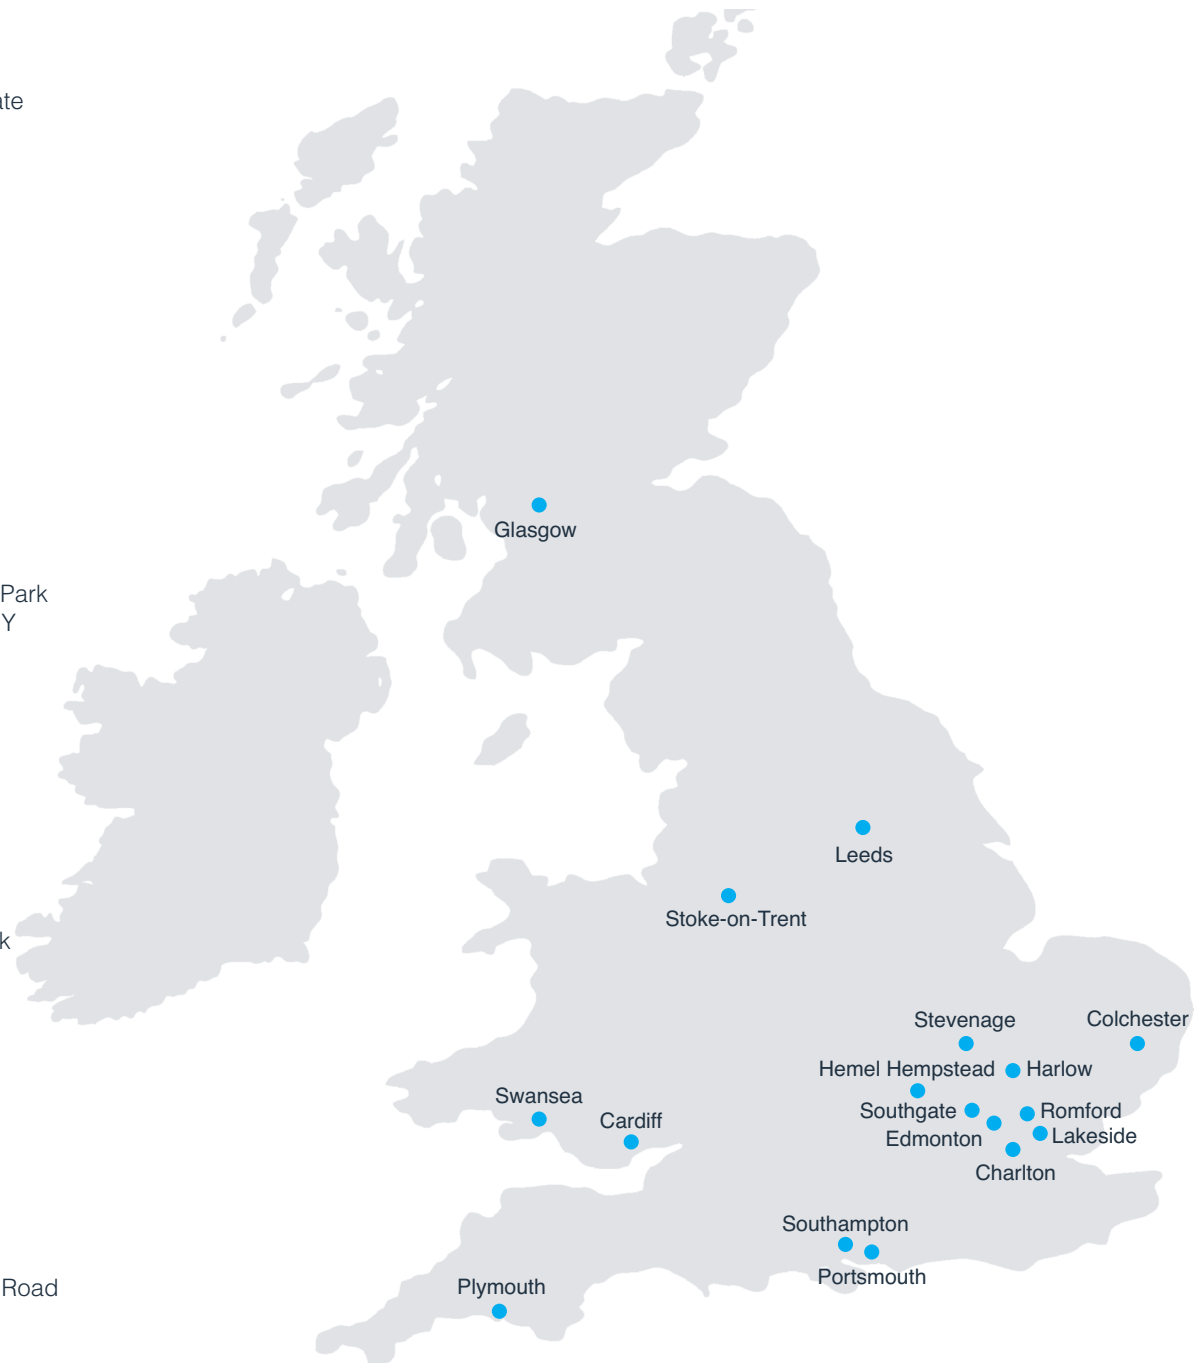 ate
Glasgow
Park
Y
Leeds
Stoke-on-Trent
k
Stevenage
Colchester
Hemel Hempstead
Harlow
Swansea
Southgate
Romford
Cardiff
Edmonton
Lakeside
Charlton
Southampton
Portsmouth
Road
Plymouth